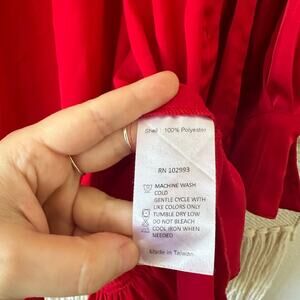 Shell : 100% Polyester
RN 102993
MACHINE WASH
COLD
GENTLE CYCLE WITH
LIKE COLORS ONLY
TUMBLE DRY LOW
DO NOT BLEACH
COOL IRON WHEN
NEEDED
Made in Taiwan